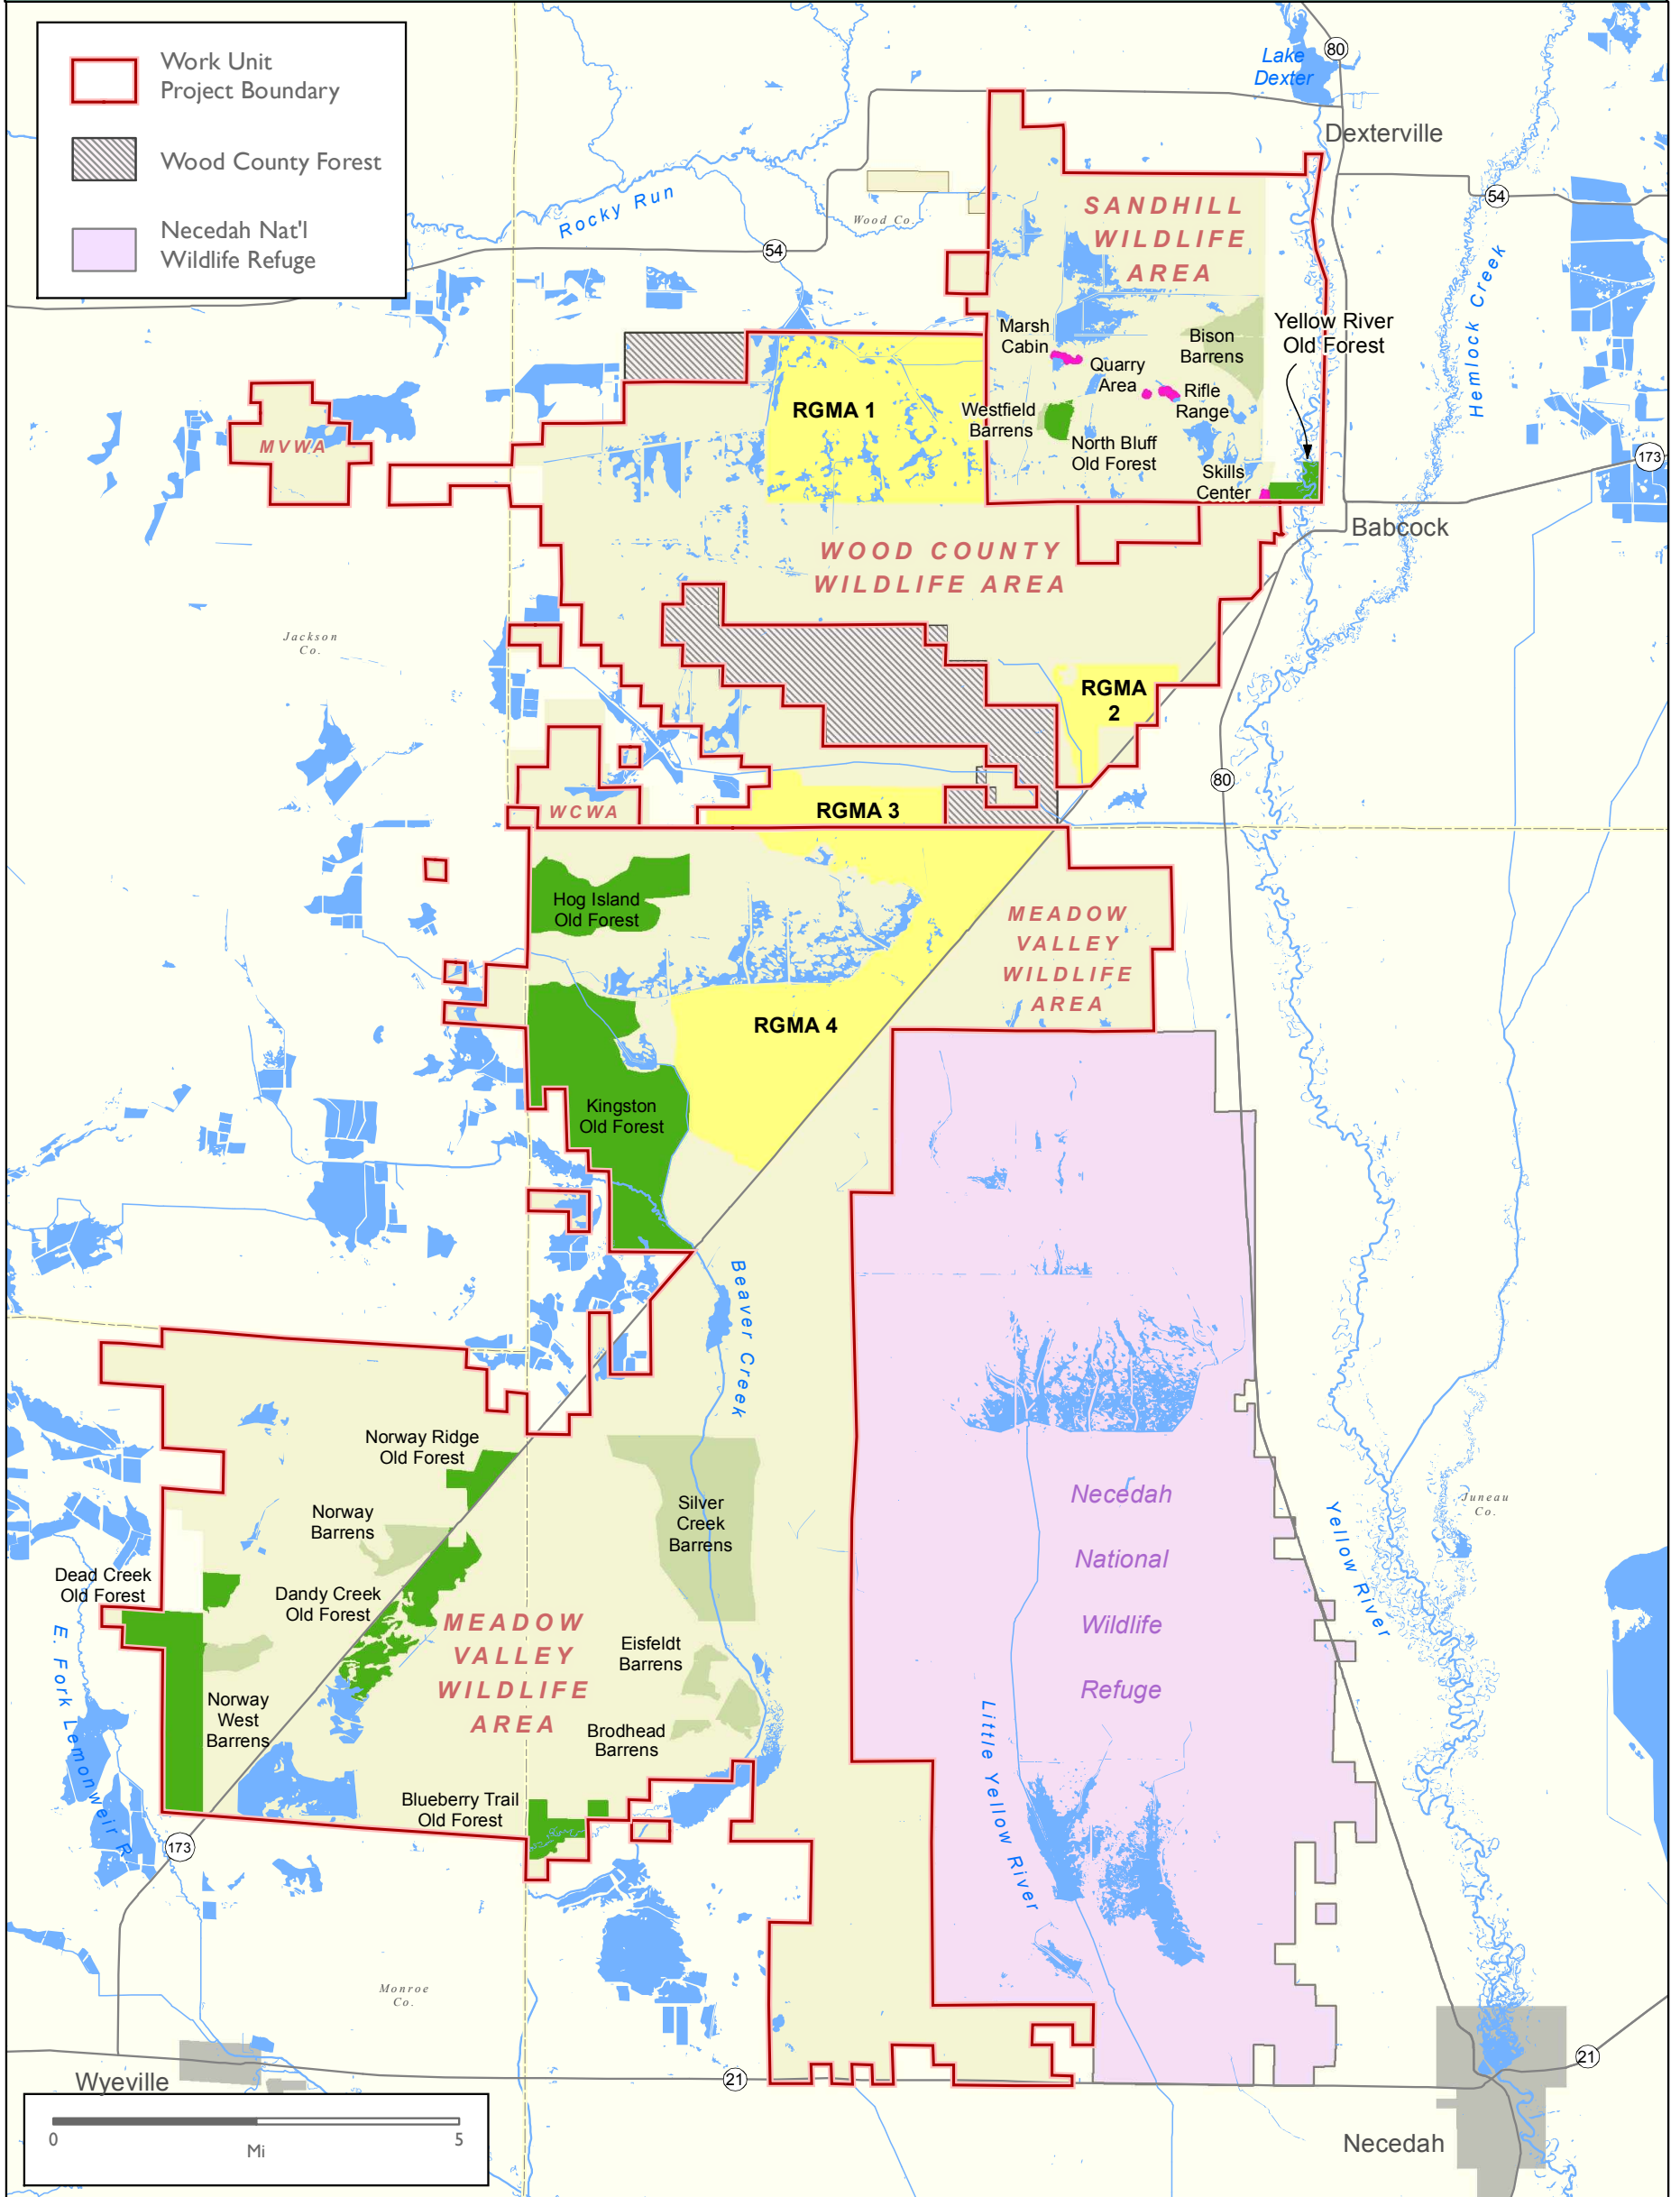 Work Unit
Project Boundary
Wood County Forest
Necedah Nat'l
Wildlife Refuge
Lake
Dexter
80
Dexterville
54
Rocky Run
Wood Co.
54
SANDHILL
WILDLIFE
AREA
Hemlock Creek
Marsh
Cabin
Quarry
Area
Bison
Barrens
Yellow River
Old Forest
Rifle
Range
RGMA 1
Westfield
Barrens
North Bluff
Old Forest
Skills
Center
MVWA
173
Babcock
WOOD COUNTY
WILDLIFE AREA
Jackson
Co.
RGMA
2
80
WCWA
RGMA 3
Hog Island
Old Forest
MEADOW
VALLEY
WILDLIFE
AREA
RGMA 4
Kingston
Old Forest
Beaver Creek
Norway Ridge
Old Forest
Norway
Barrens
Silver
Creek
Barrens
Necedah
National
Wildlife
Refuge
Juneau
Co.
Yellow River
Dead Creek
Old Forest
Dandy Creek
Old Forest
MEADOW
VALLEY
WILDLIFE
AREA
Eisfeldt
Barrens
E. Fork Lemonweir R
Norway
West
Barrens
Brodhead
Barrens
Little Yellow River
Blueberry Trail
Old Forest
173
Monroe
Co.
Wyeville
21
21
0
Mi
5
Necedah